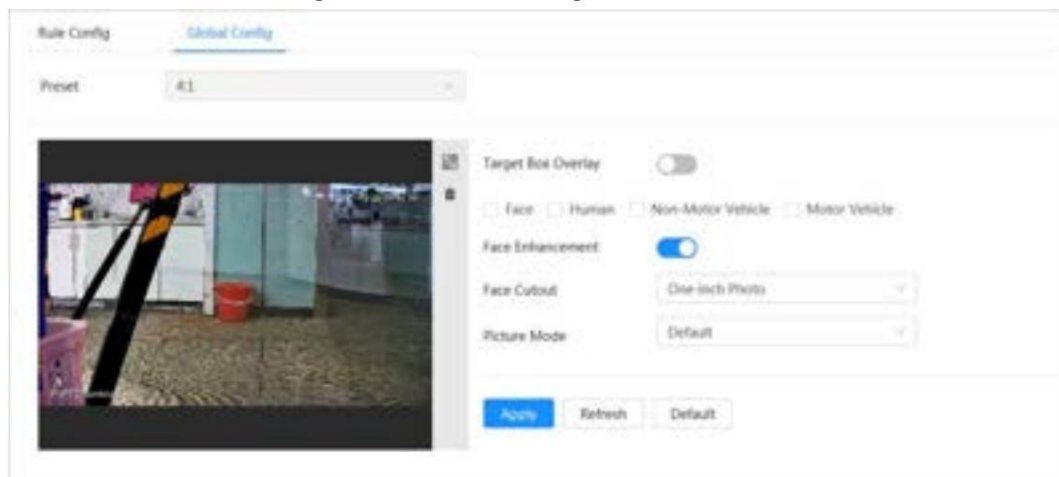 Rule Config Global Config
Preset
Target Box Overlay
Face Human Non-Motor Vehicle Motor Vehicle
Face Enhancement
Face Cutout One-inch Photo
Picture Mode Default
Apply Refresh Default